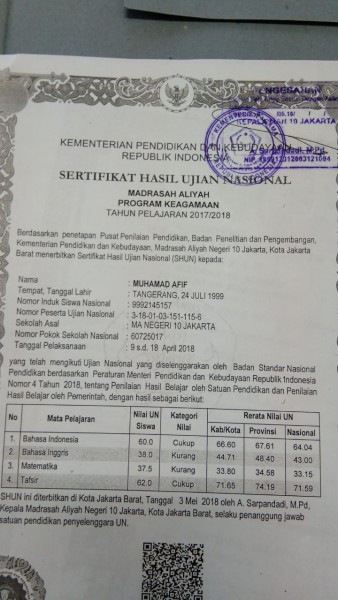 PENGESAHAN
KEPALA MAN 10 JAKARTA
A. Sarpandadi, M.Pd
KEMENTERIAN PENDIDIKAN DAN KEBUDAYAAN
REPUBLIK INDONESIA
SERTIFIKAT HASIL UJIAN NASIONAL
MADRASAH ALIYAH
PROGRAM KEAGAMAAN
TAHUN PELAJARAN 2017/2018
Berdasarkan penetapan Pusat Penilaian Pendidikan, Badan Penelitian dan Pengembangan,
Kementerian Pendidikan dan Kebudayaan, Madrasah Aliyah Negeri 10 Jakarta, Kota Jakarta
Barat menerbitkan Sertifikat Hasil Ujian Nasional (SHUN) kepada:
Nama : MUHAMAD AFIF
Tempat, Tanggal Lahir : TANGERANG, 24 JULI 1999
Nomor Induk Siswa Nasional : 9992145157
Nomor Peserta Ujian Nasional : 3-18-01-03-151-115-6
Sekolah Asal : MA NEGERI 10 JAKARTA
Nomor Pokok Sekolah Nasional : 60725017
Tanggal Pelaksanaan : 9 s.d. 18 April 2018
yang telah mengikuti Ujian Nasional yang diselenggarakan oleh Badan Standar Nasional
Pendidikan berdasarkan Peraturan Menteri Pendidikan dan Kebudayaan Republik Indonesia
Nomor 4 Tahun 2018, tentang Penilaian Hasil Belajar oleh Satuan Pendidikan dan Penilaian
Hasil Belajar oleh Pemerintah, dengan hasil sebagai berikut:
No Mata Pelajaran Nilai UN Siswa Kategori Nilai Rerata Nilai UN
Kab/Kota Provinsi Nasional
1. Bahasa Indonesia 60.0 Cukup 66.60 67.61 64.04
2. Bahasa Inggris 38.0 Kurang 44.71 48.40 43.00
3. Matematika 37.5 Kurang 33.80 34.58 33.15
4. Tafsir 62.0 Cukup 71.65 74.19 71.59
SHUN ini diterbitkan di Kota Jakarta Barat, Tanggal 3 Mei 2018 oleh A. Sarpandadi, M.Pd,
Kepala Madrasah Aliyah Negeri 10 Jakarta, Kota Jakarta Barat, selaku penanggung jawab
satuan pendidikan penyelenggara UN.